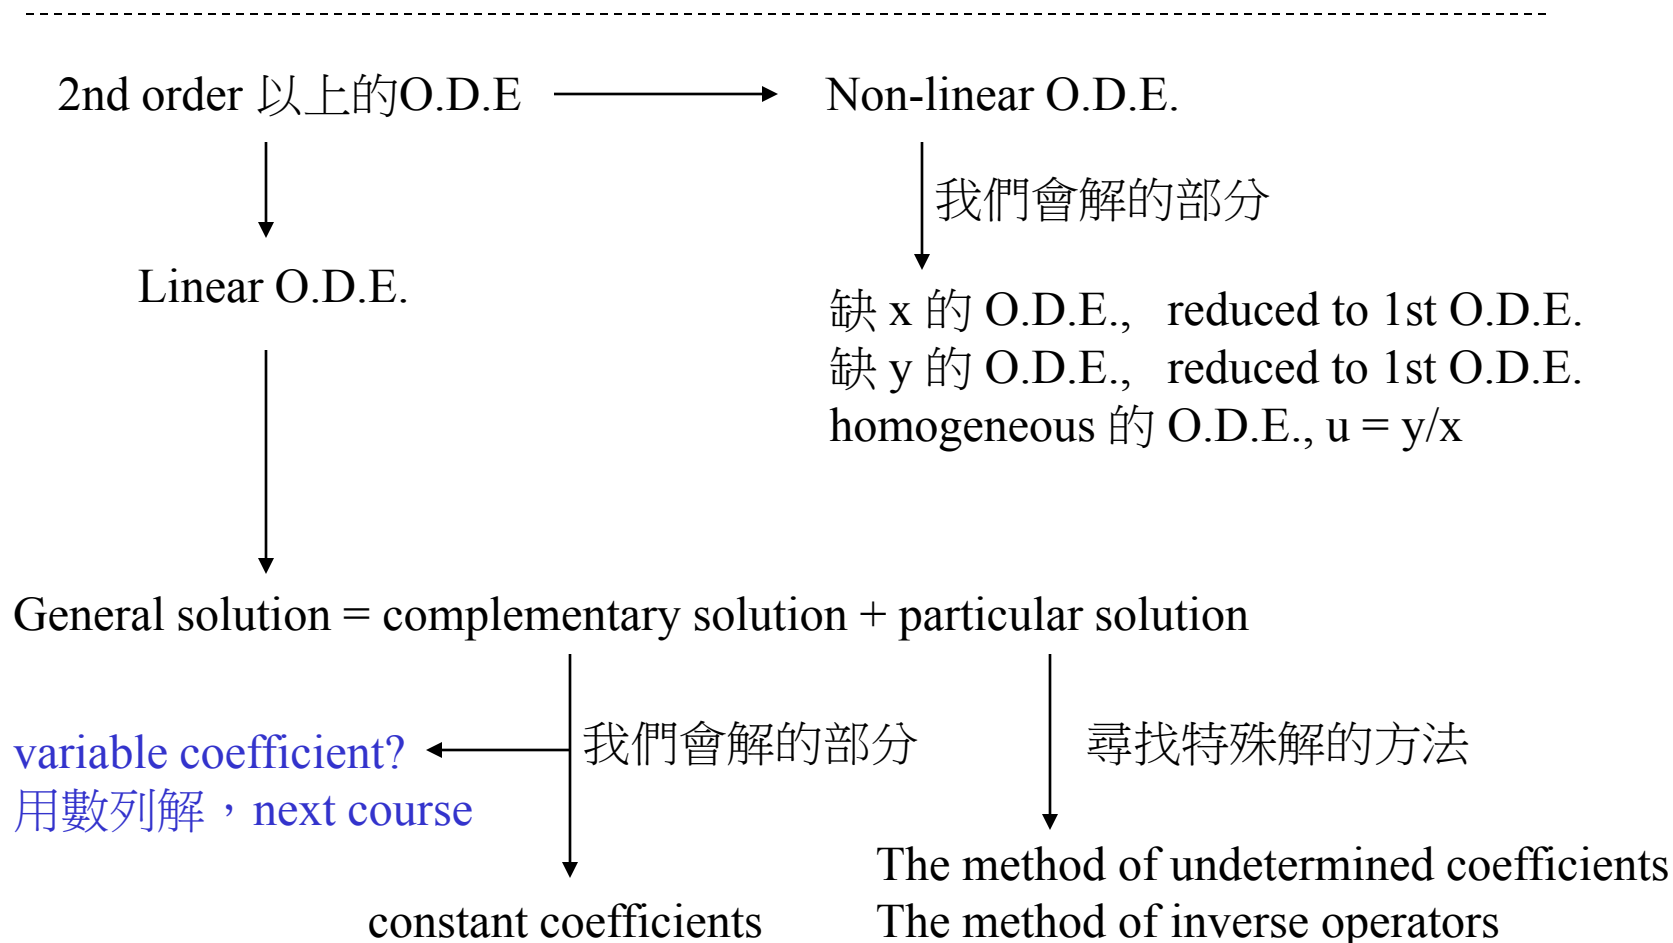 2nd order 以上的O.D.E
Non-linear O.D.E.
我們會解的部分
Linear O.D.E.
缺 x 的 O.D.E., reduced to 1st O.D.E.
缺 y 的 O.D.E., reduced to 1st O.D.E.
homogeneous 的 O.D.E., u = y/x
General solution = complementary solution + particular solution
variable coefficient?
用數列解，next course
我們會解的部分
尋找特殊解的方法
constant coefficients
The method of undetermined coefficients
The method of inverse operators